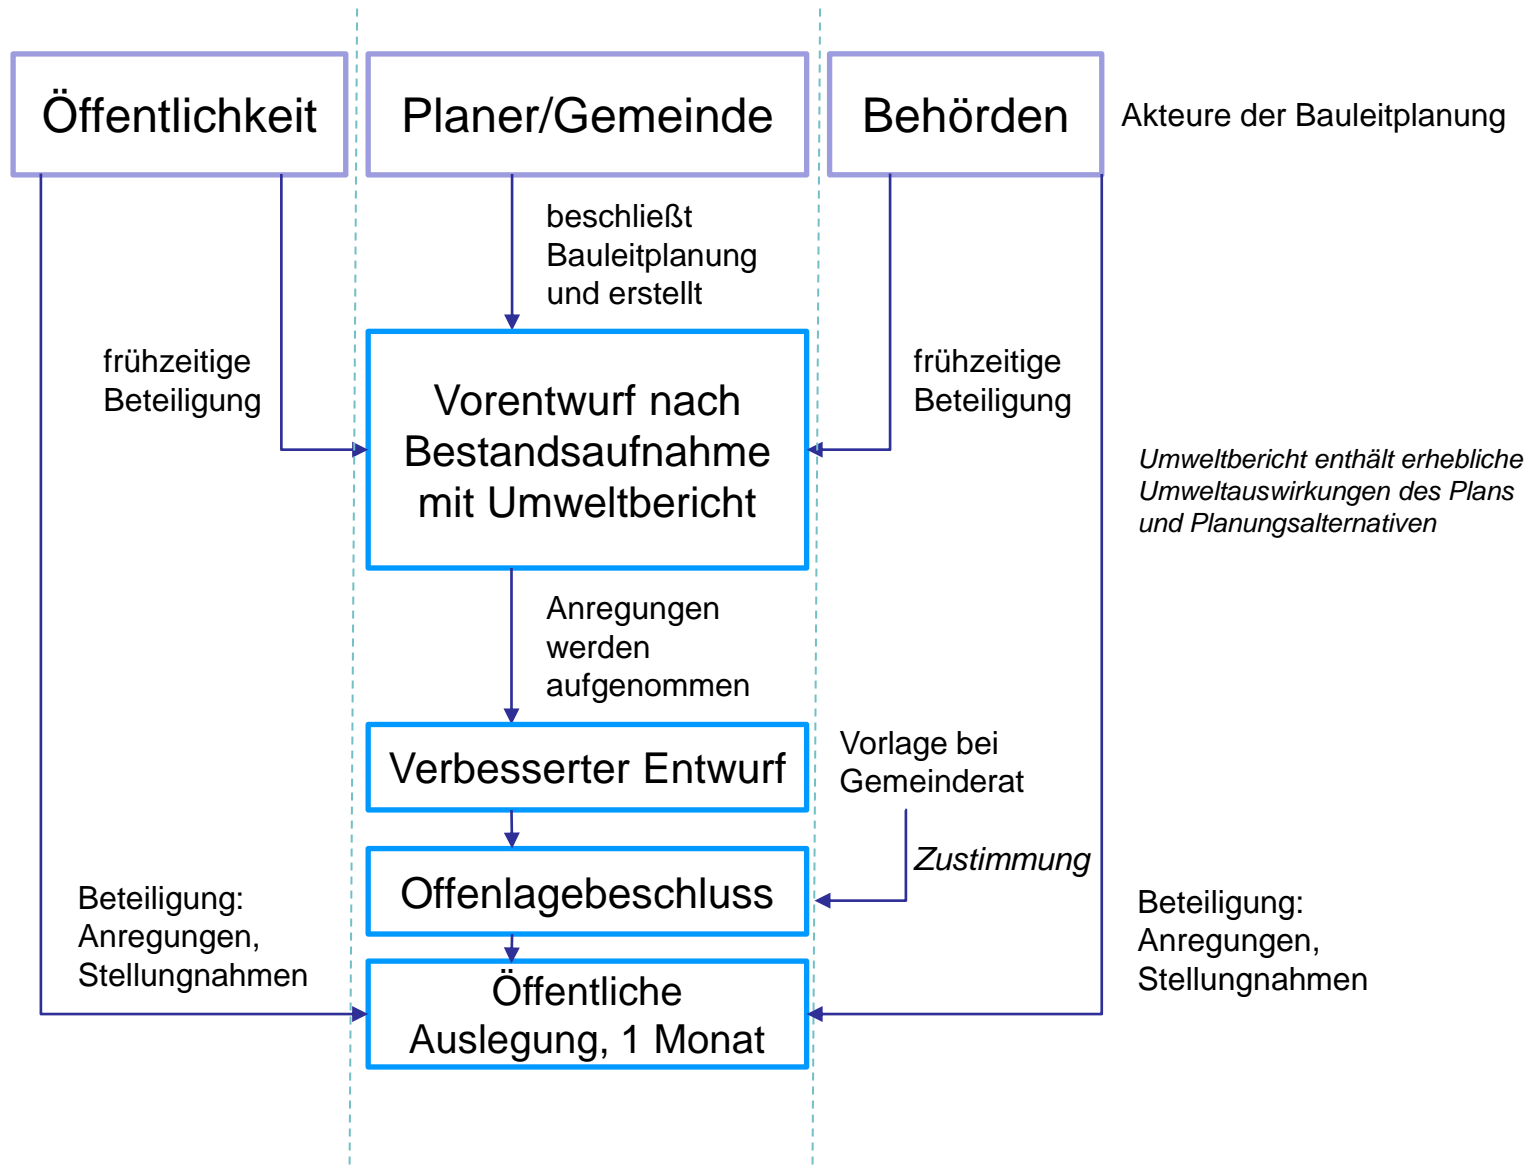 Öffentlichkeit
Planer/Gemeinde
Behörden
Akteure der Bauleitplanung
beschließt
Bauleitplanung
und erstellt
frühzeitige
Beteiligung
Vorentwurf nach
Bestandsaufnahme
mit Umweltbericht
frühzeitige
Beteiligung
Umweltbericht enthält erhebliche
Umweltauswirkungen des Plans
und Planungsalternativen
Anregungen
werden
aufgenommen
Verbesserter Entwurf
Vorlage bei
Gemeinderat
Zustimmung
Offenlagebeschluss
Beteiligung:
Anregungen,
Stellungnahmen
Öffentliche
Auslegung, 1 Monat
Beteiligung:
Anregungen,
Stellungnahmen